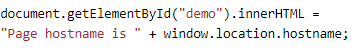 document.getElementById("demo").innerHTML =
"Page hostname is " + window.location.hostname;